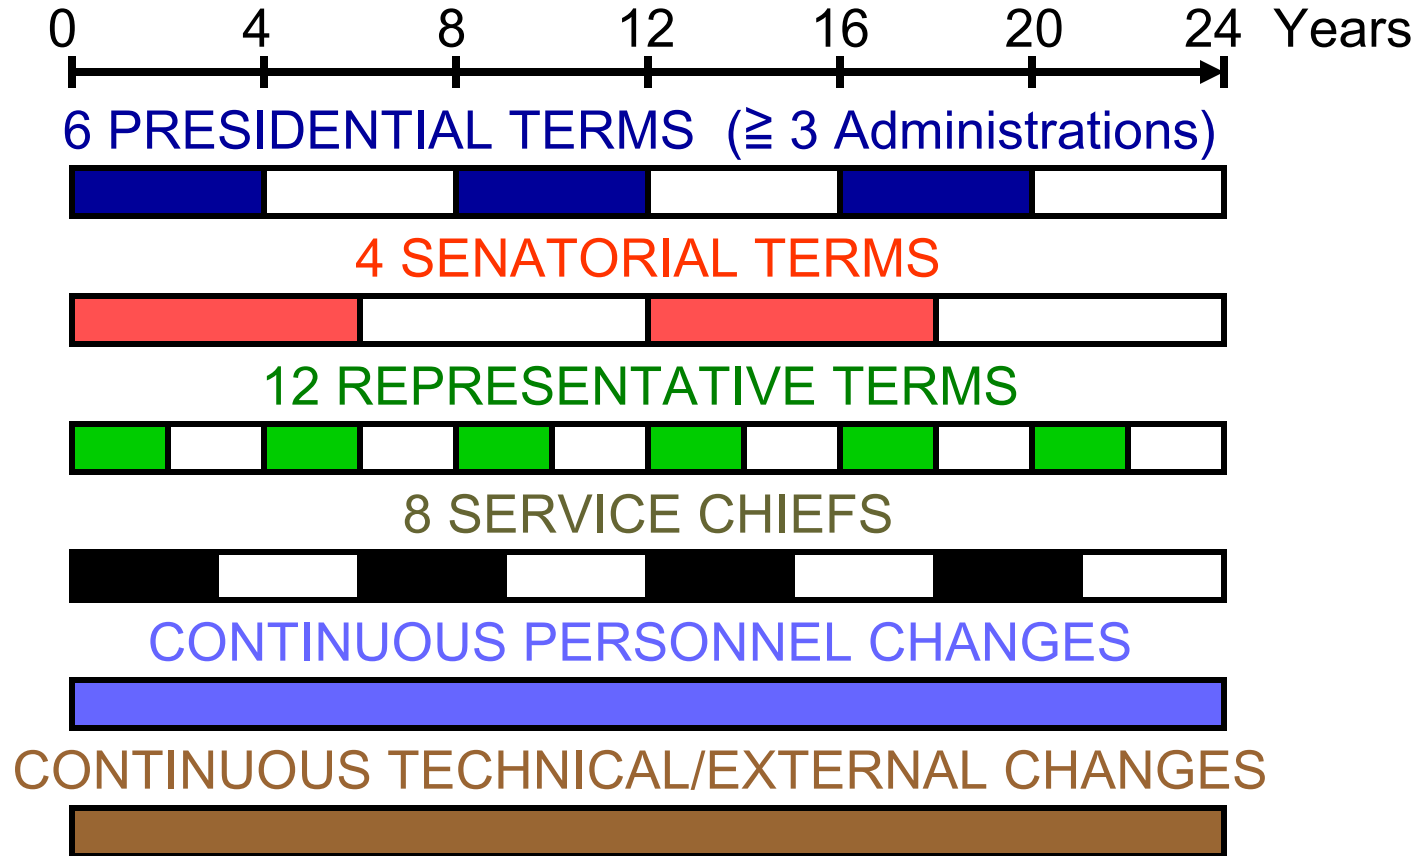 0 4 8 12 16 20 24 Years
6 PRESIDENTIAL TERMS (≧ 3 Administrations)
4 SENATORIAL TERMS
12 REPRESENTATIVE TERMS
8 SERVICE CHIEFS
CONTINUOUS PERSONNEL CHANGES
CONTINUOUS TECHNICAL/EXTERNAL CHANGES